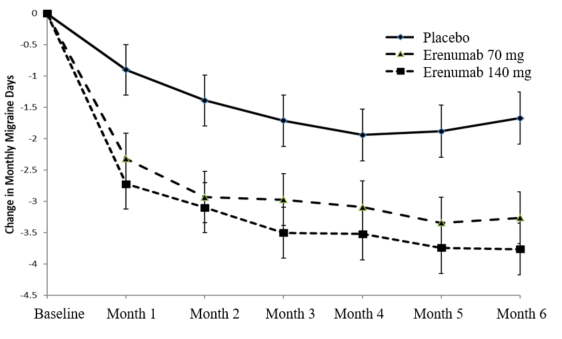 0
-0.5
-1
-1.5
-2
-2.5
-3
-3.5
-4
-4.5
Change in Monthly Migraine Days
Placebo
Erenumab 70 mg
Erenumab 140 mg
Baseline Month 1 Month 2 Month 3 Month 4 Month 5 Month 6